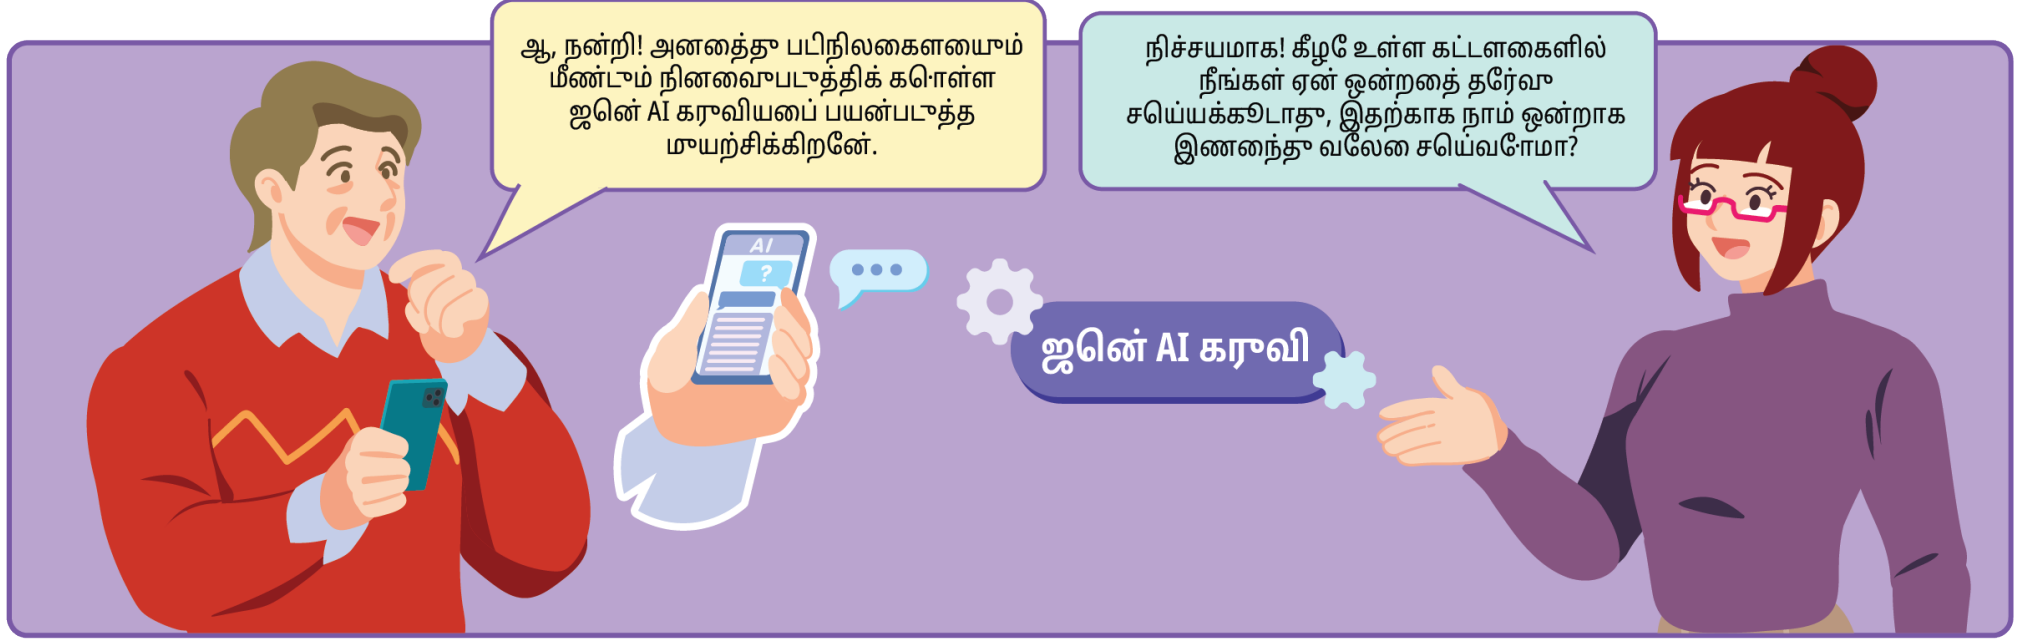 ஆ, நன்றி! அனைத்து படிநிலைகளையும்
மீண்டும் நினைவுபடுத்திக் கொள்ள
ஜென் AI கருவியைப் பயன்படுத்த
முயற்சிக்கிறேன்.
நிச்சயமாக! கீழே உள்ள கட்டளைகளில்
நீங்கள் ஏன் ஒன்றைத் தேர்வு
செய்யக்கூடாது, இதற்காக நாம் ஒன்றாக
இணைந்து வேலை செய்வோமா?
AI
?
ஜென் AI கருவி